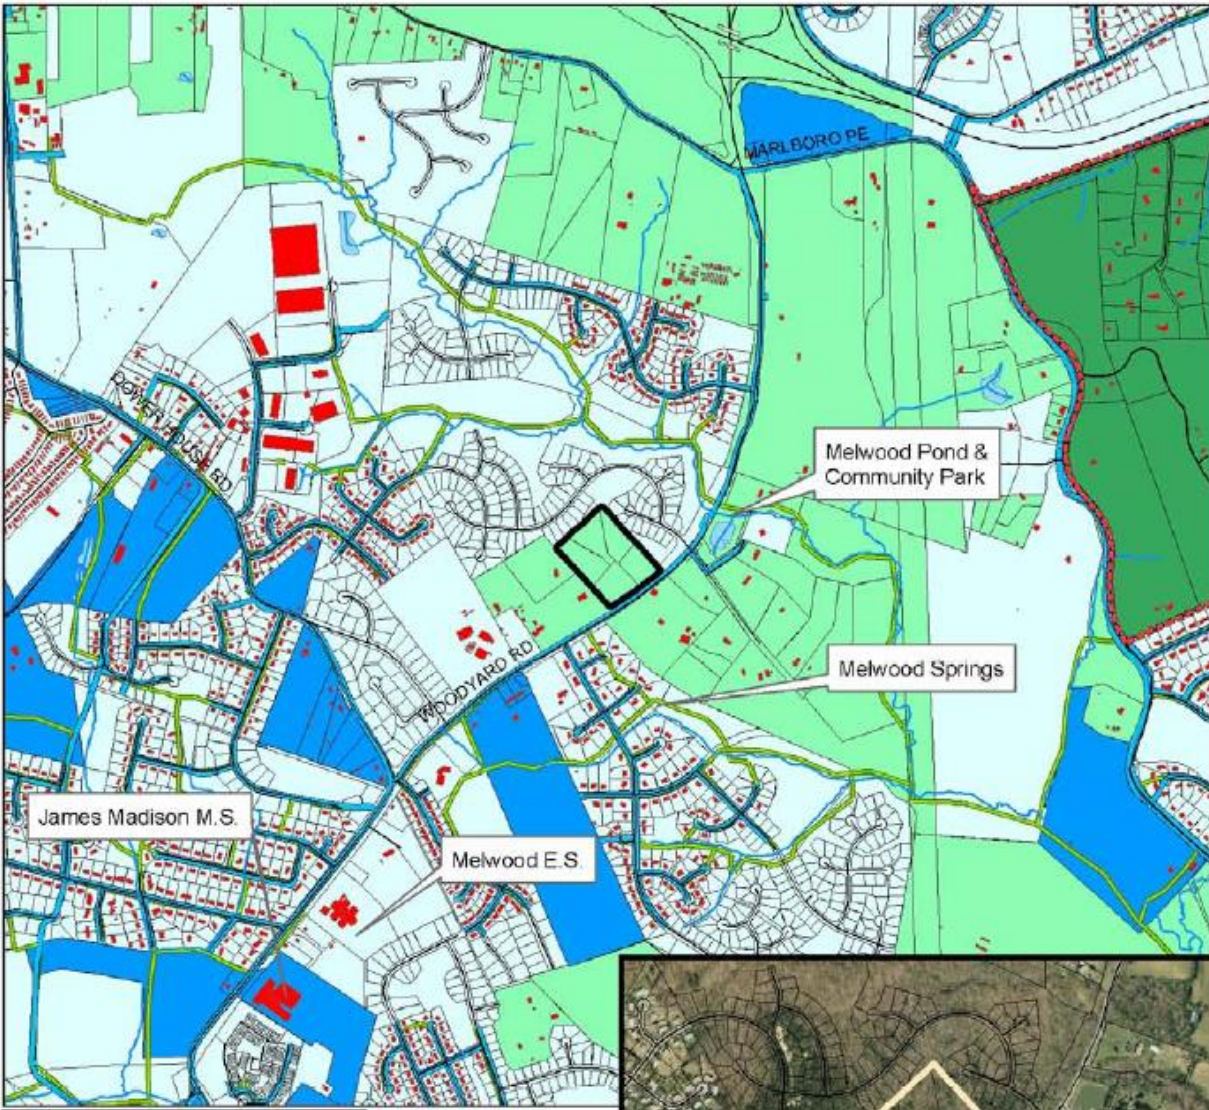 MARLBORO PE
DOWER HOUSE RD
Melwood Pond &
Community Park
WOODYARD RD
Melwood Springs
James Madison M.S.
Melwood E.S.